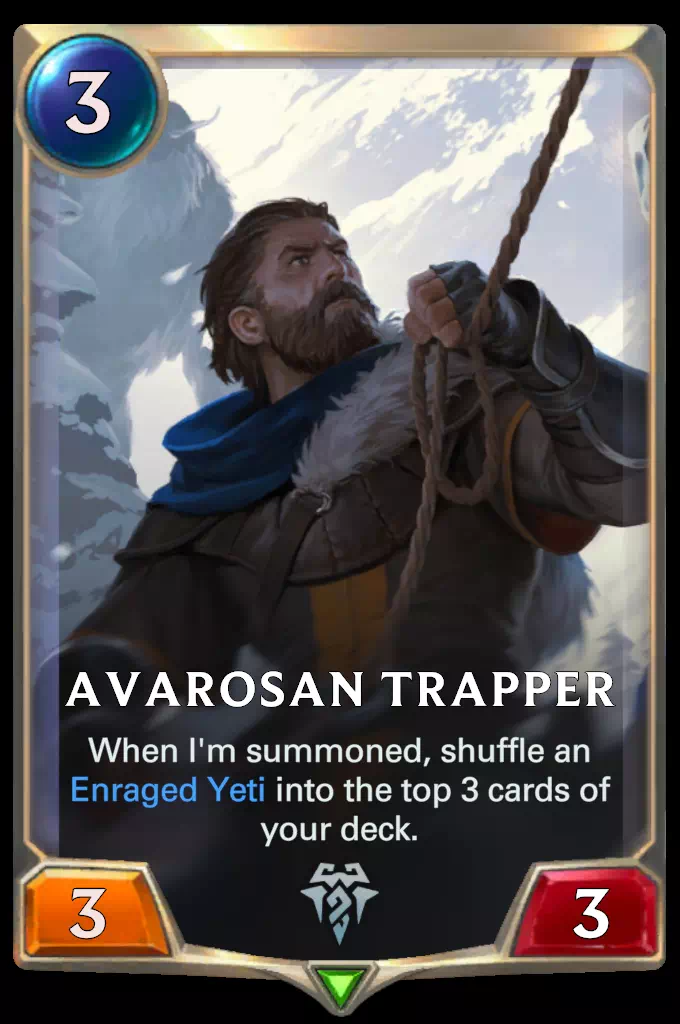 3
AVAROSAN TRAPPER
When I'm summoned, shuffle an
Enraged Yeti into the top 3 cards of
your deck.
3
3